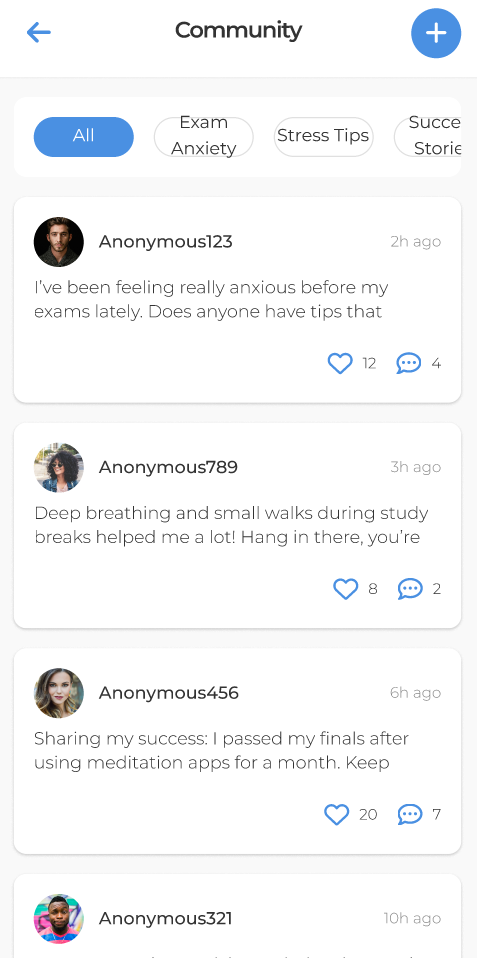 Community
All
Exam
Anxiety
Stress Tips
Succe
Storie
Anonymous123
2h ago
I've been feeling really anxious before my
exams lately. Does anyone have tips that
12
4
Anonymous789
3h ago
Deep breathing and small walks during study
breaks helped me a lot! Hang in there, you're
8
2
Anonymous456
6h ago
Sharing my success: I passed my finals after
using meditation apps for a month. Keep
20
7
Anonymous321
10h ago